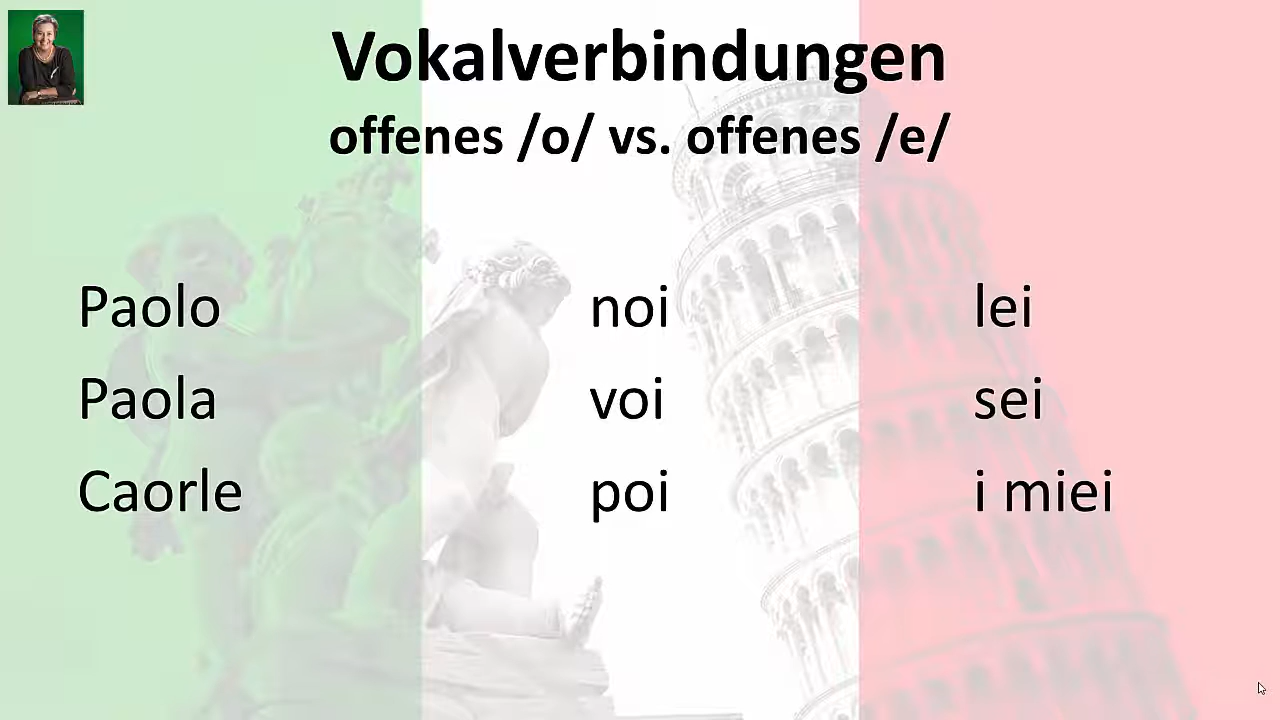 Vokalverbindungen
offenes /o/ vs. offenes /e/
Paolo noi lei
Paola voi sei
Caorle poi i miei